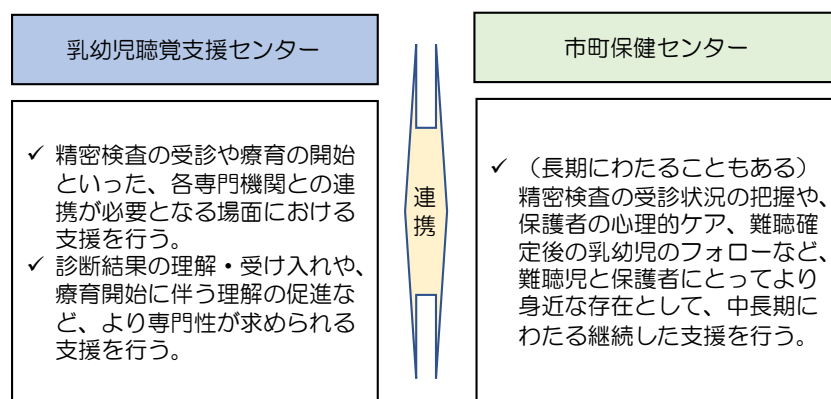 乳幼児聴覚支援センター
✓ 精密検査の受診や療育の開始
といった、各専門機関との連
携が必要となる場面における
支援を行う。
✓ 診断結果の理解・受け入れや、
療育開始に伴う理解の促進な
ど、より専門性が求められる
支援を行う。
連
携
市町保健センター
✓ （長期にわたることもある）
精密検査の受診状況の把握や、
保護者の心理的ケア、難聴確
定後の乳幼児のフォローなど、
難聴児と保護者にとってより
身近な存在として、中長期に
わたる継続した支援を行う。